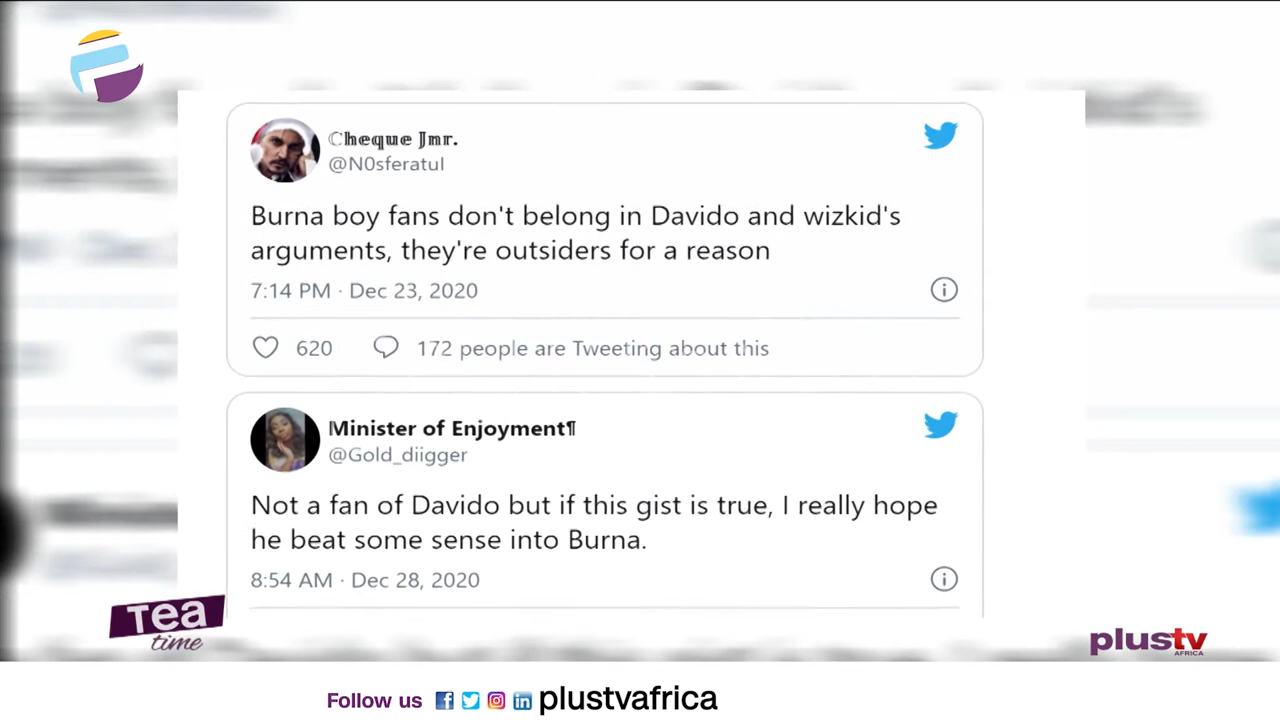 Cheque Jnr.
@N0sferatul
Burna boy fans don't belong in Davido and wizkid's
arguments, they're outsiders for a reason
7:14 PM · Dec 23, 2020
620 172 people are Tweeting about this
Minister of Enjoyment¶
@Gold_diigger
Not a fan of Davido but if this gist is true, I really hope
he beat some sense into Burna.
8:54 AM · Dec 28, 2020
Tea
time
plustv
AFRICA
Follow us plustvafrica